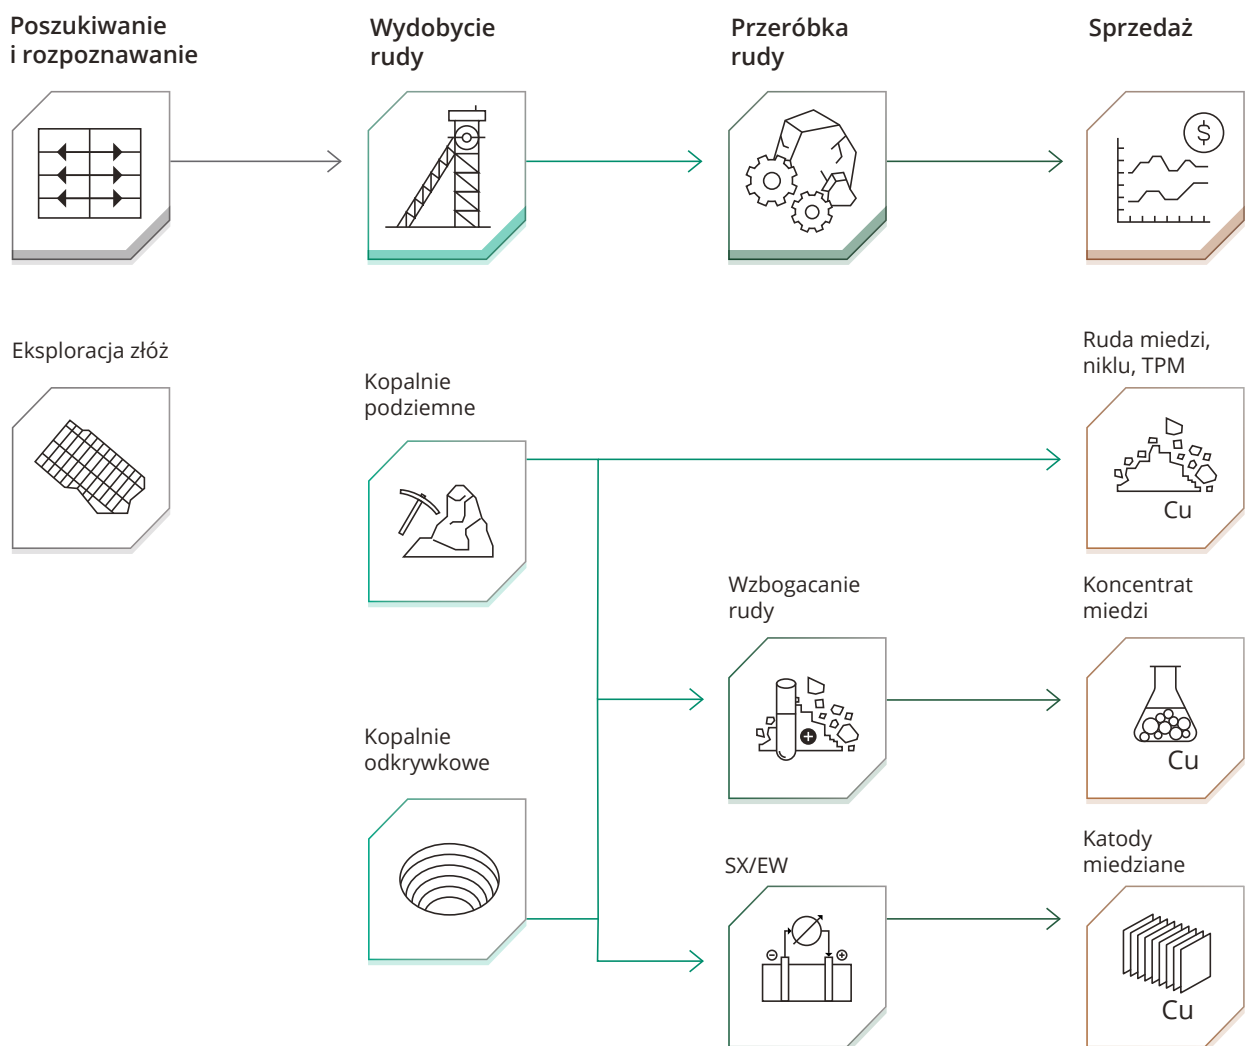 Poszukiwanie
i rozpoznawanie
Wydobycie
rudy
Przeróbka
rudy
Sprzedaż
$
Eksploracja złóż
Kopalnie
podziemne
Ruda miedzi,
niklu, TPM
Cu
Wzbogacanie
rudy
+
Koncentrat
miedzi
Cu
Kopalnie
odkrywkowe
SX/EW
− +
Katody
miedziane
Cu